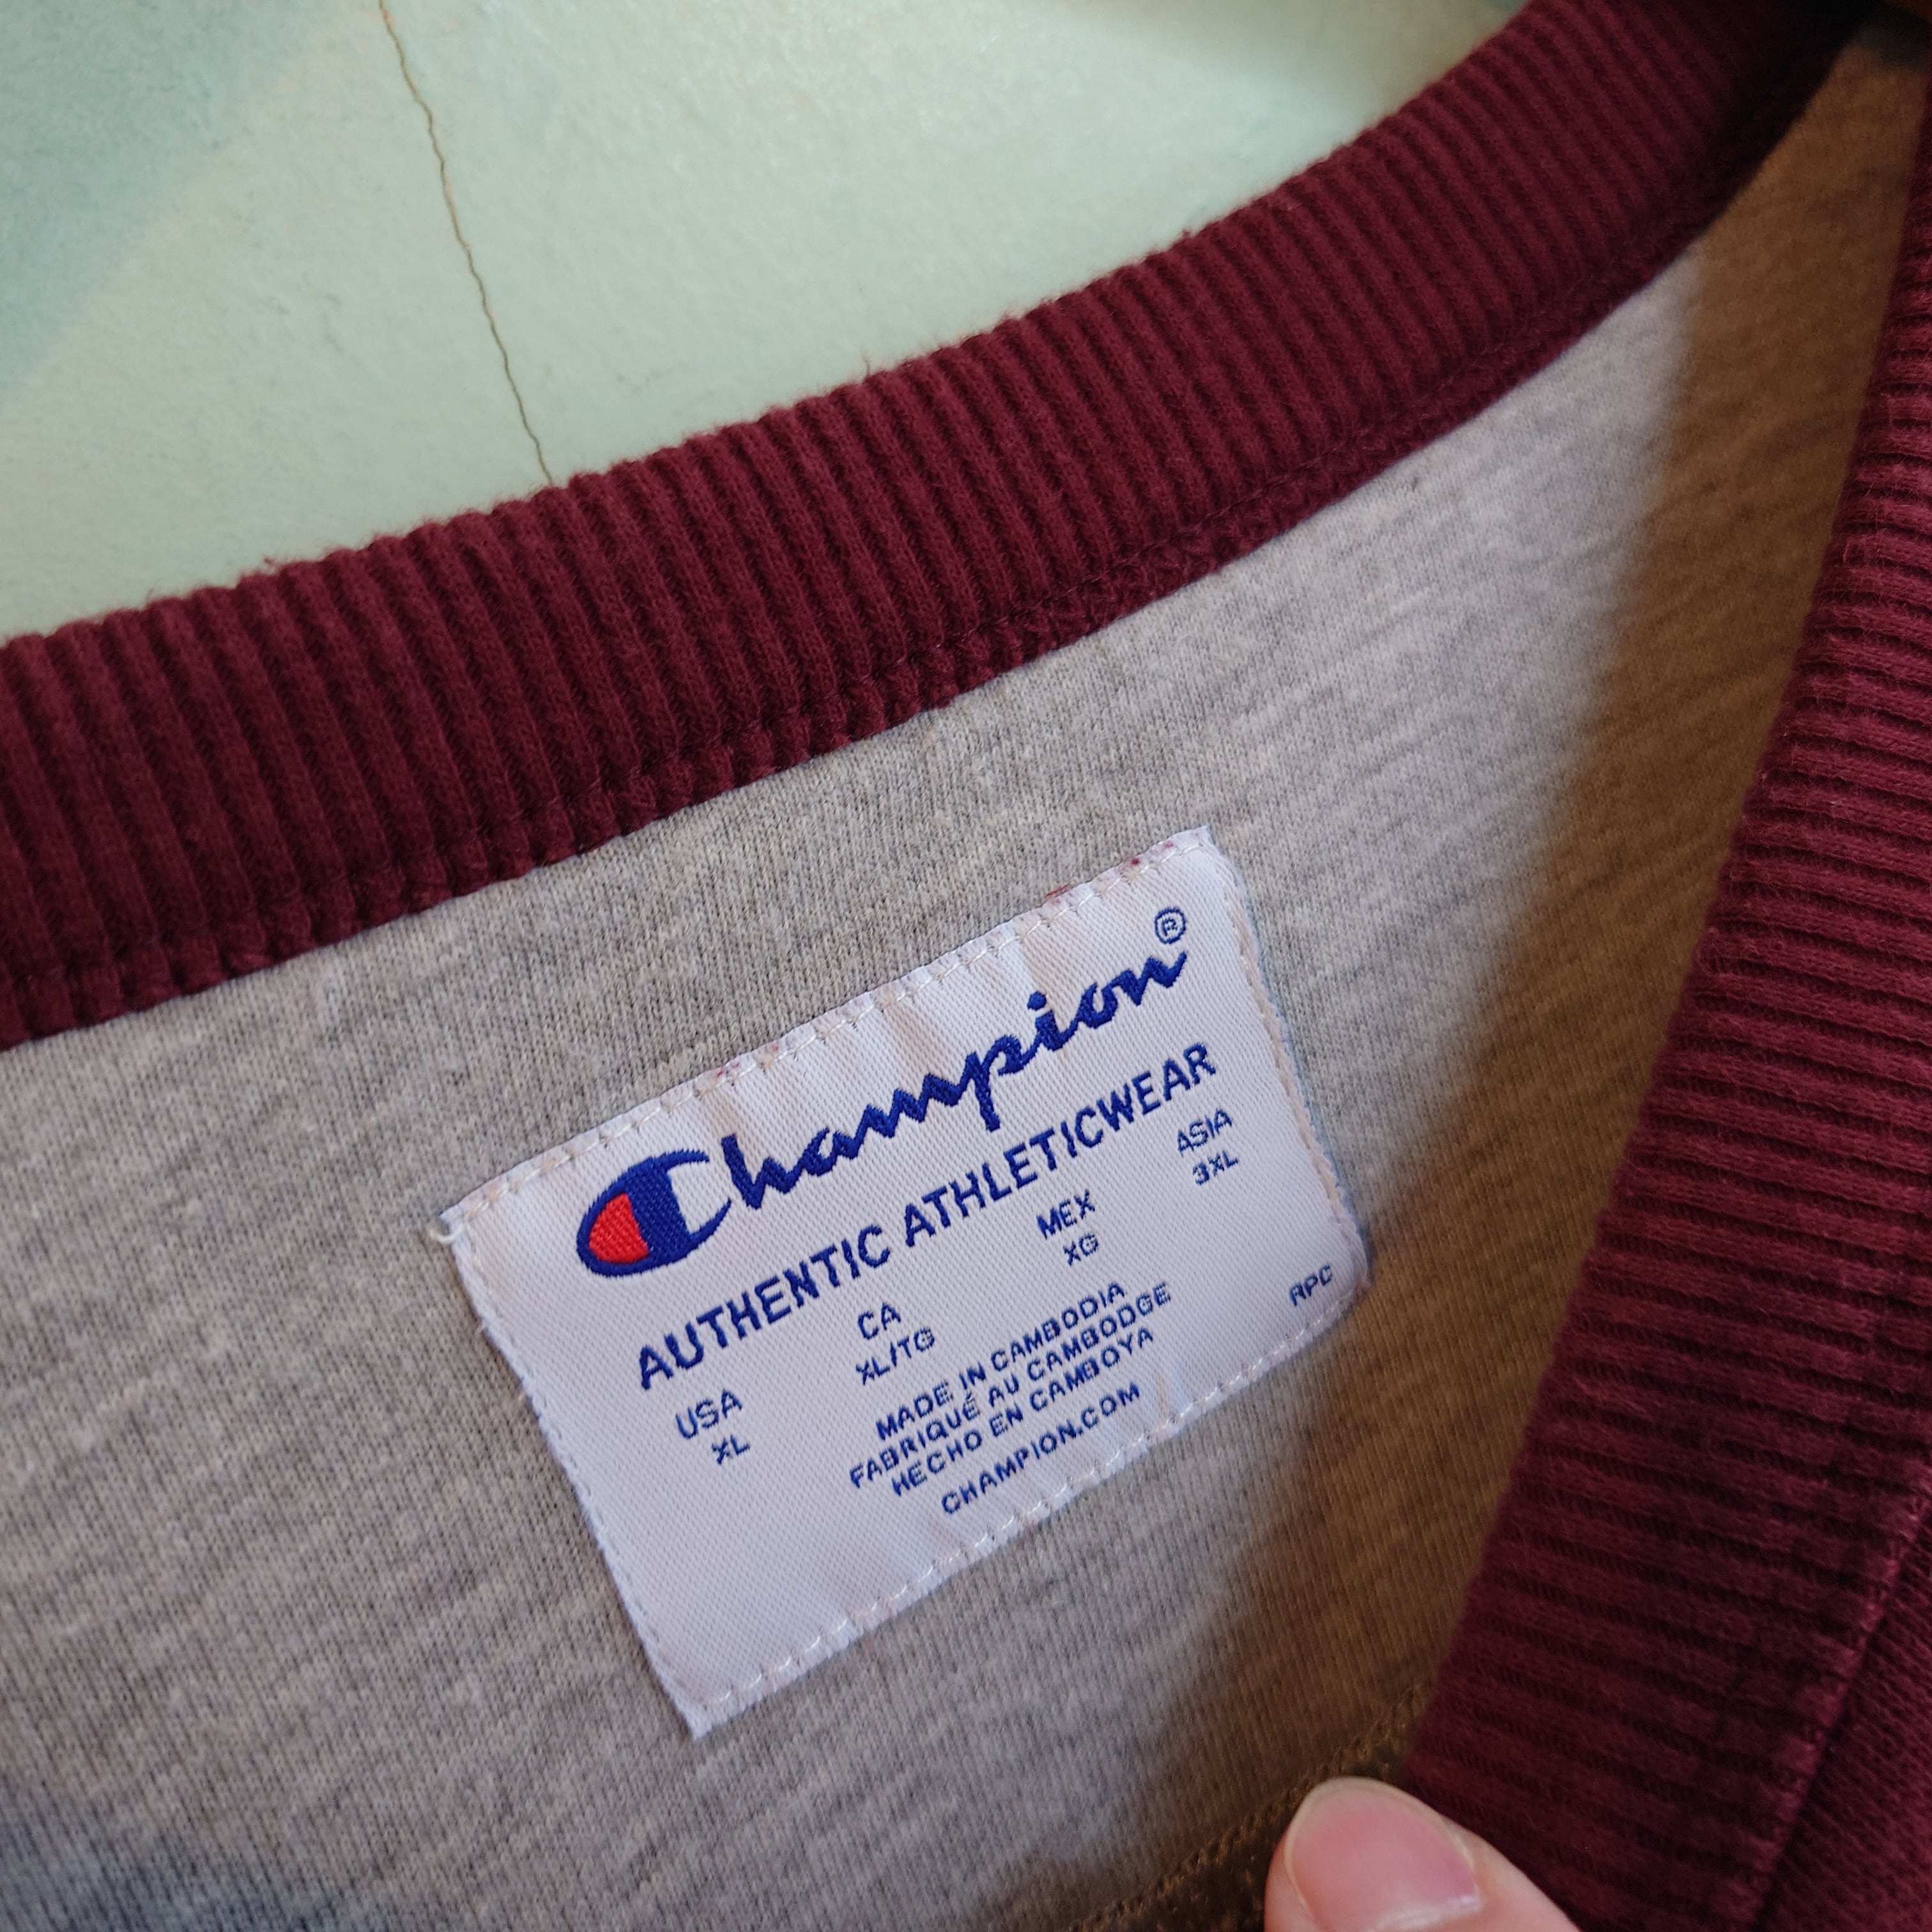 Champion®
AUTHENTIC ATHLETICWEAR
USA CA MEX ASIA
XL XL/TG XG 3XL
MADE IN CAMBODIA
FABRIQUÉ AU CAMBODGE
HECHO EN CAMBOYA
RPC
CHAMPION.COM